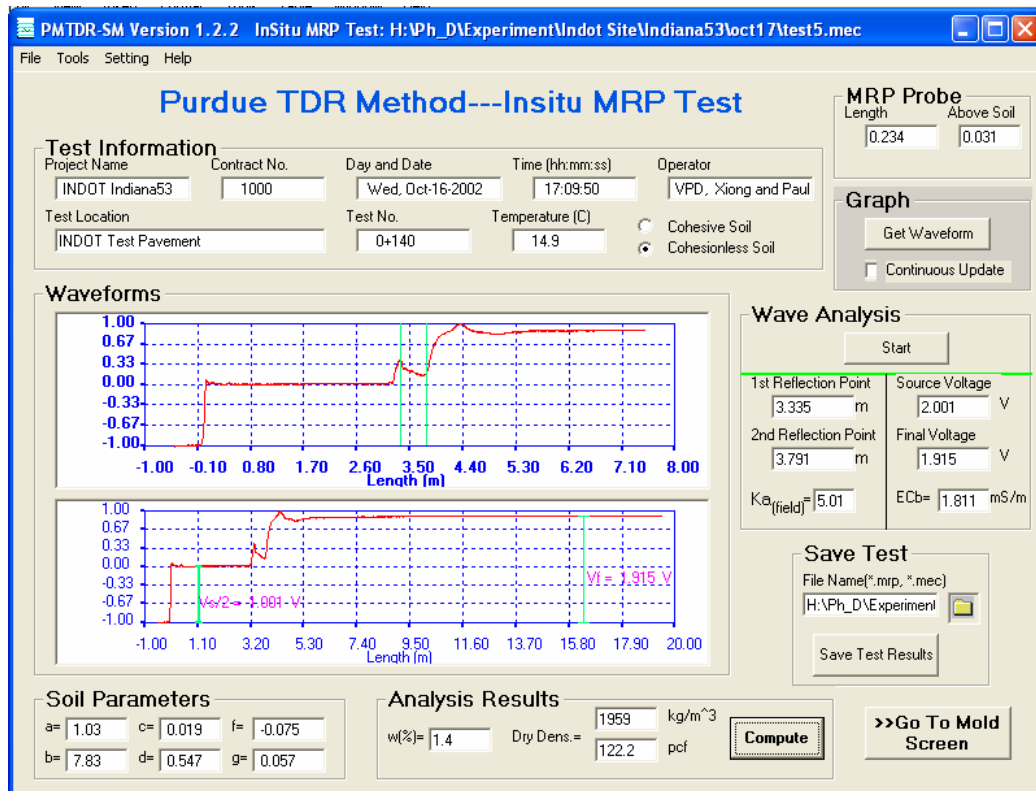 PMTDR-SM Version 1.2.2 InSitu MRP Test: H:\Ph_D\Experiment\Indot Site\Indiana53\oct17\test5.mec
File Tools Setting Help
Purdue TDR Method---Insitu MRP Test
MRP Probe
Length Above Soil
0.234 0.031
Test Information
Project Name Contract No. Day and Date Time (hh:mm:ss) Operator
INDOT Indiana53 1000 Wed, Oct-16-2002 17:09:50 VPD, Xiong and Paul
Test Location Test No. Temperature (C)
INDOT Test Pavement 0+140 14.9
Cohesive Soil
Cohesionless Soil
Graph
Get Waveform
Continuous Update
Waveforms
1.00
0.67
0.33
0.00
-0.33
-0.67
-1.00
-1.00 -0.10 0.80 1.70 2.60 3.50 4.40 5.30 6.20 7.10 8.00
Length (m)
1.00
0.67
0.33
0.00
-0.33
-0.67
-1.00
Vs/2 = 1.001 V
Vf = 1.915 V
-1.00 1.10 3.20 5.30 7.40 9.50 11.60 13.70 15.80 17.90 20.00
Length (m)
Wave Analysis
Start
1st Reflection Point Source Voltage
3.335 m 2.001 V
2nd Reflection Point Final Voltage
3.791 m 1.915 V
Ka(field)= 5.01 ECb= 1.811 mS/m
Save Test
File Name(*.mrp, *.mec)
H:\Ph_D\Experiment
Save Test Results
Soil Parameters
a= 1.03 c= 0.019 f= -0.075
b= 7.83 d= 0.547 g= 0.057
Analysis Results
w(%)= 1.4 Dry Dens.= 1959 kg/m^3
122.2 pcf
Compute
>>Go To Mold
Screen